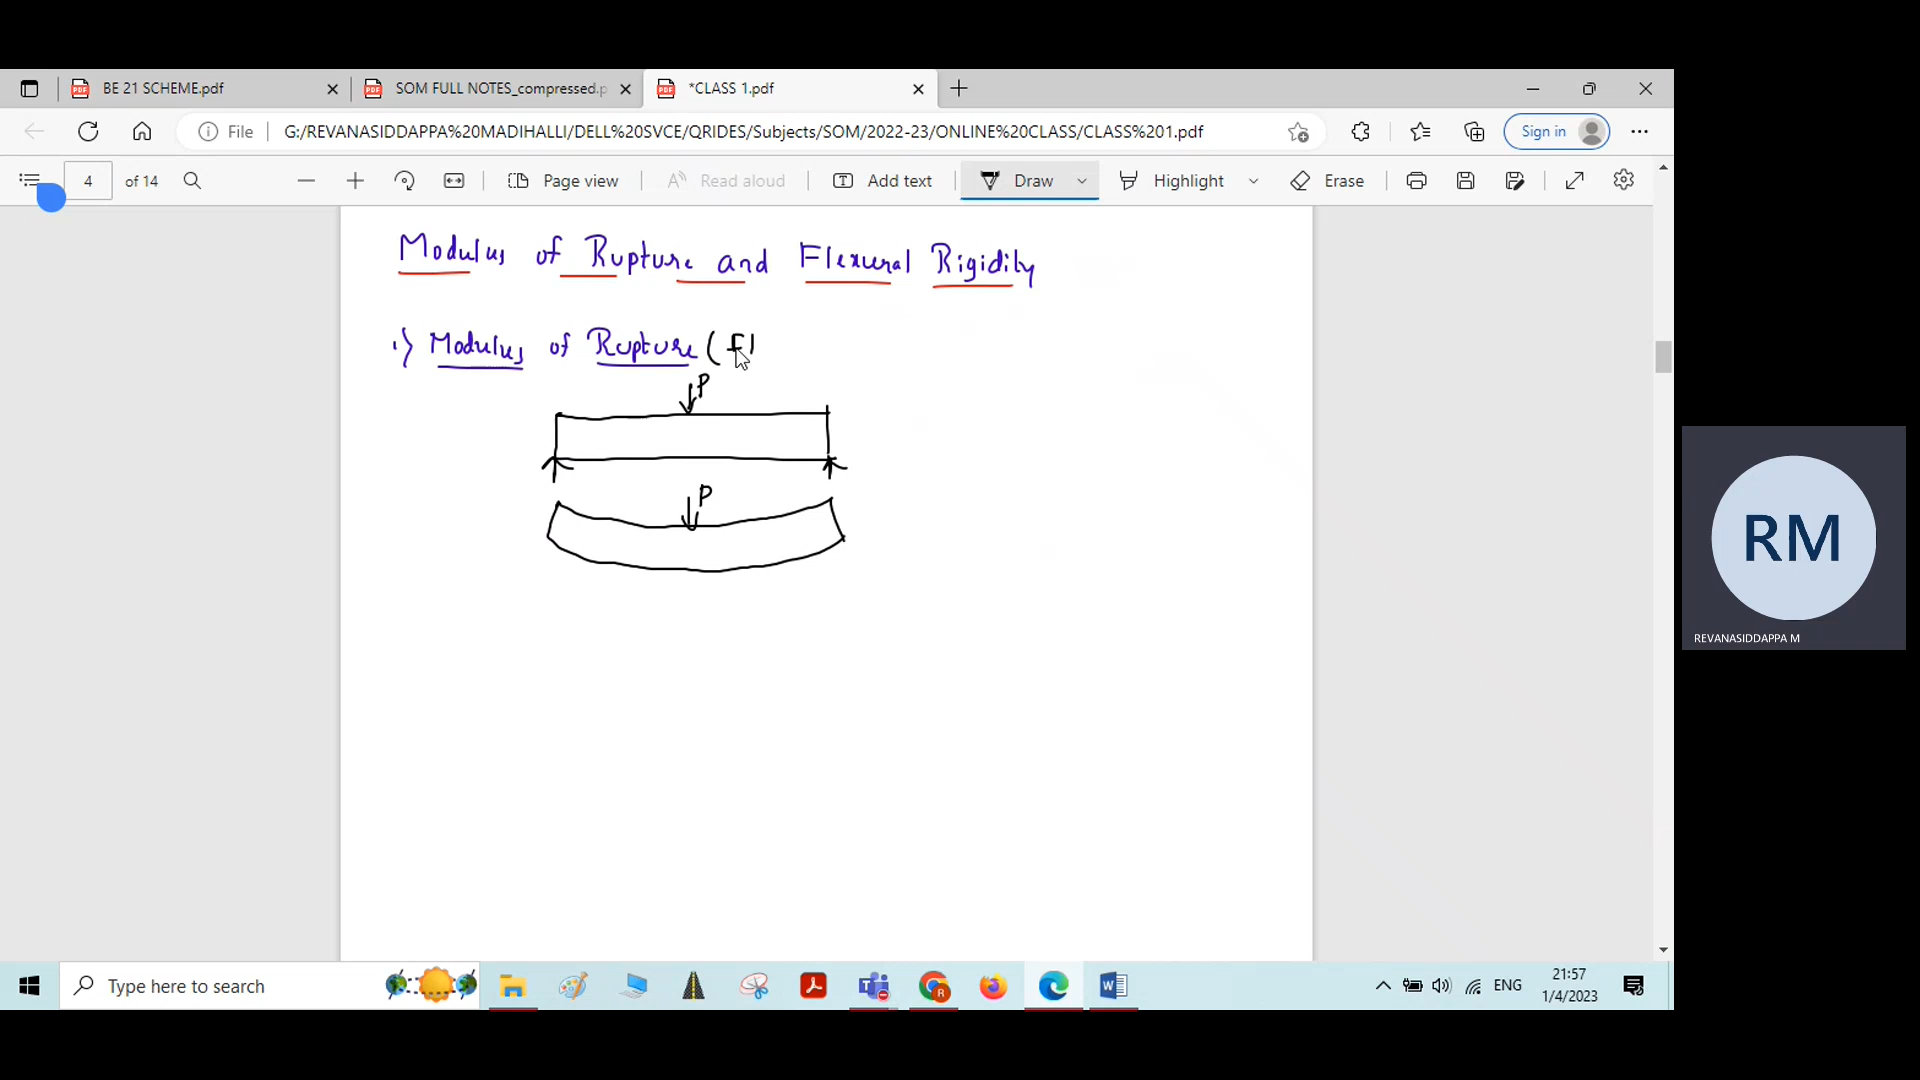 BE 21 SCHEME.pdf
SOM FULL NOTES_compressed.p
*CLASS 1.pdf
File
G:/REVANASIDDAPPA%20MADIHALLI/DELL%20SVCE/QRIDES/Subjects/SOM/2022-23/ONLINE%20CLASS/CLASS%201.pdf
Sign in
4 of 14
Page view
Read aloud
Add text
Draw
Highlight
Erase
Modulus of Rupture and Flexural Rigidity
1.) Modulus of Rupture ( Fl
P
P
RM
REVANASIDDAPPA M
Type here to search
ENG
21:57
1/4/2023